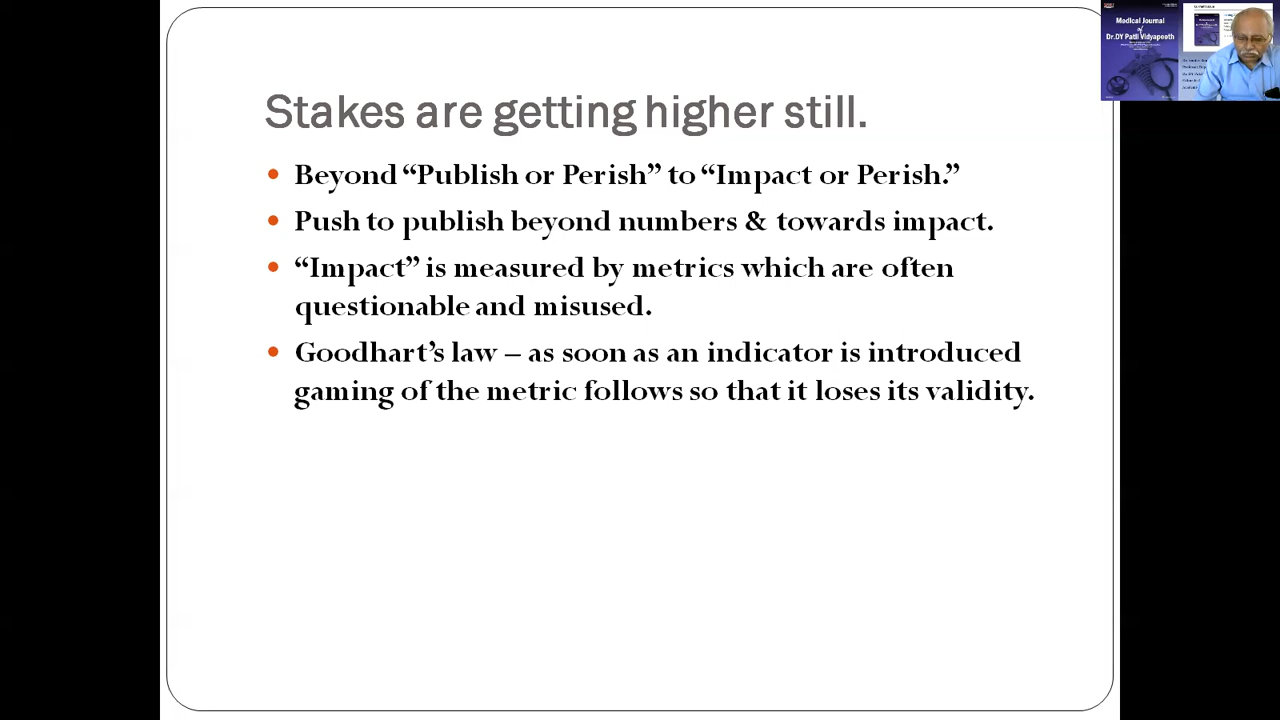 Stakes are getting higher still.
• Beyond “Publish or Perish” to “Impact or Perish.”
• Push to publish beyond numbers & towards impact.
• “Impact” is measured by metrics which are often
questionable and misused.
• Goodhart’s law – as soon as an indicator is introduced
gaming of the metric follows so that it loses its validity.
Medical Journal
of
Dr.DY Patil Vidyapeeth